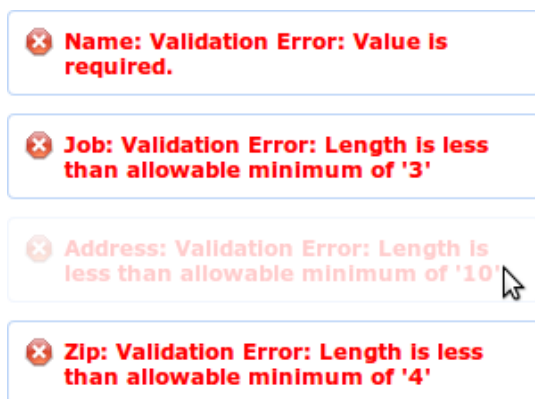 Name: Validation Error: Value is
required.
Job: Validation Error: Length is less
than allowable minimum of '3'
Address: Validation Error: Length is
less than allowable minimum of '10'
Zip: Validation Error: Length is less
than allowable minimum of '4'